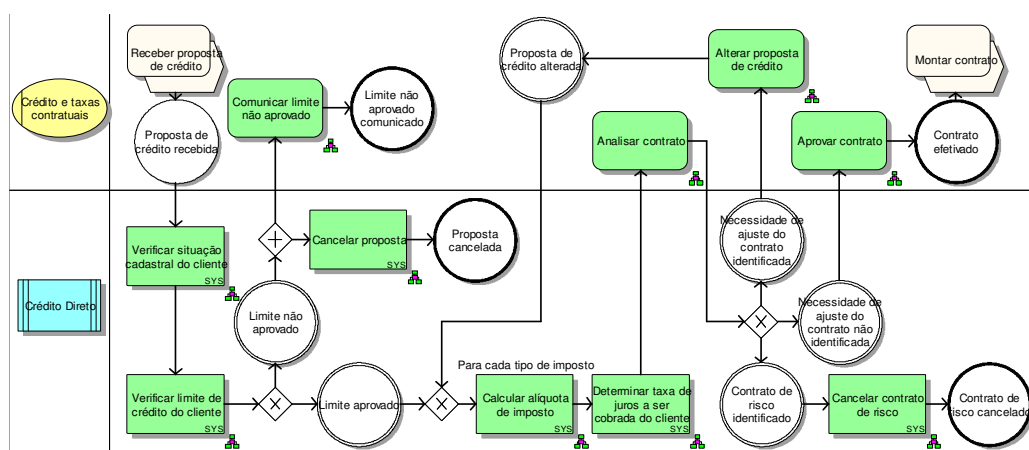 Crédito e taxas
contratuais
Receber proposta
de crédito
Proposta de
crédito recebida
Comunicar limite
não aprovado
Limite não
aprovado
comunicado
Proposta de
crédito alterada
Alterar proposta
de crédito
Analisar contrato
Aprovar contrato
Montar contrato
Contrato
efetivado
Crédito Direto
Verificar situação
cadastral do cliente
SYS
Verificar limite de
crédito do cliente
SYS
Limite não
aprovado
Cancelar proposta
SYS
Proposta
cancelada
Limite aprovado
Para cada tipo de imposto
Calcular alíquota
de imposto
SYS
Determinar taxa de
juros a ser
cobrada do cliente
SYS
Necessidade de
ajuste do contrato
identificada
Necessidade de
ajuste do
contrato não
identificada
Contrato de
risco
identificado
Cancelar contrato
de risco
SYS
Contrato de
risco cancelado